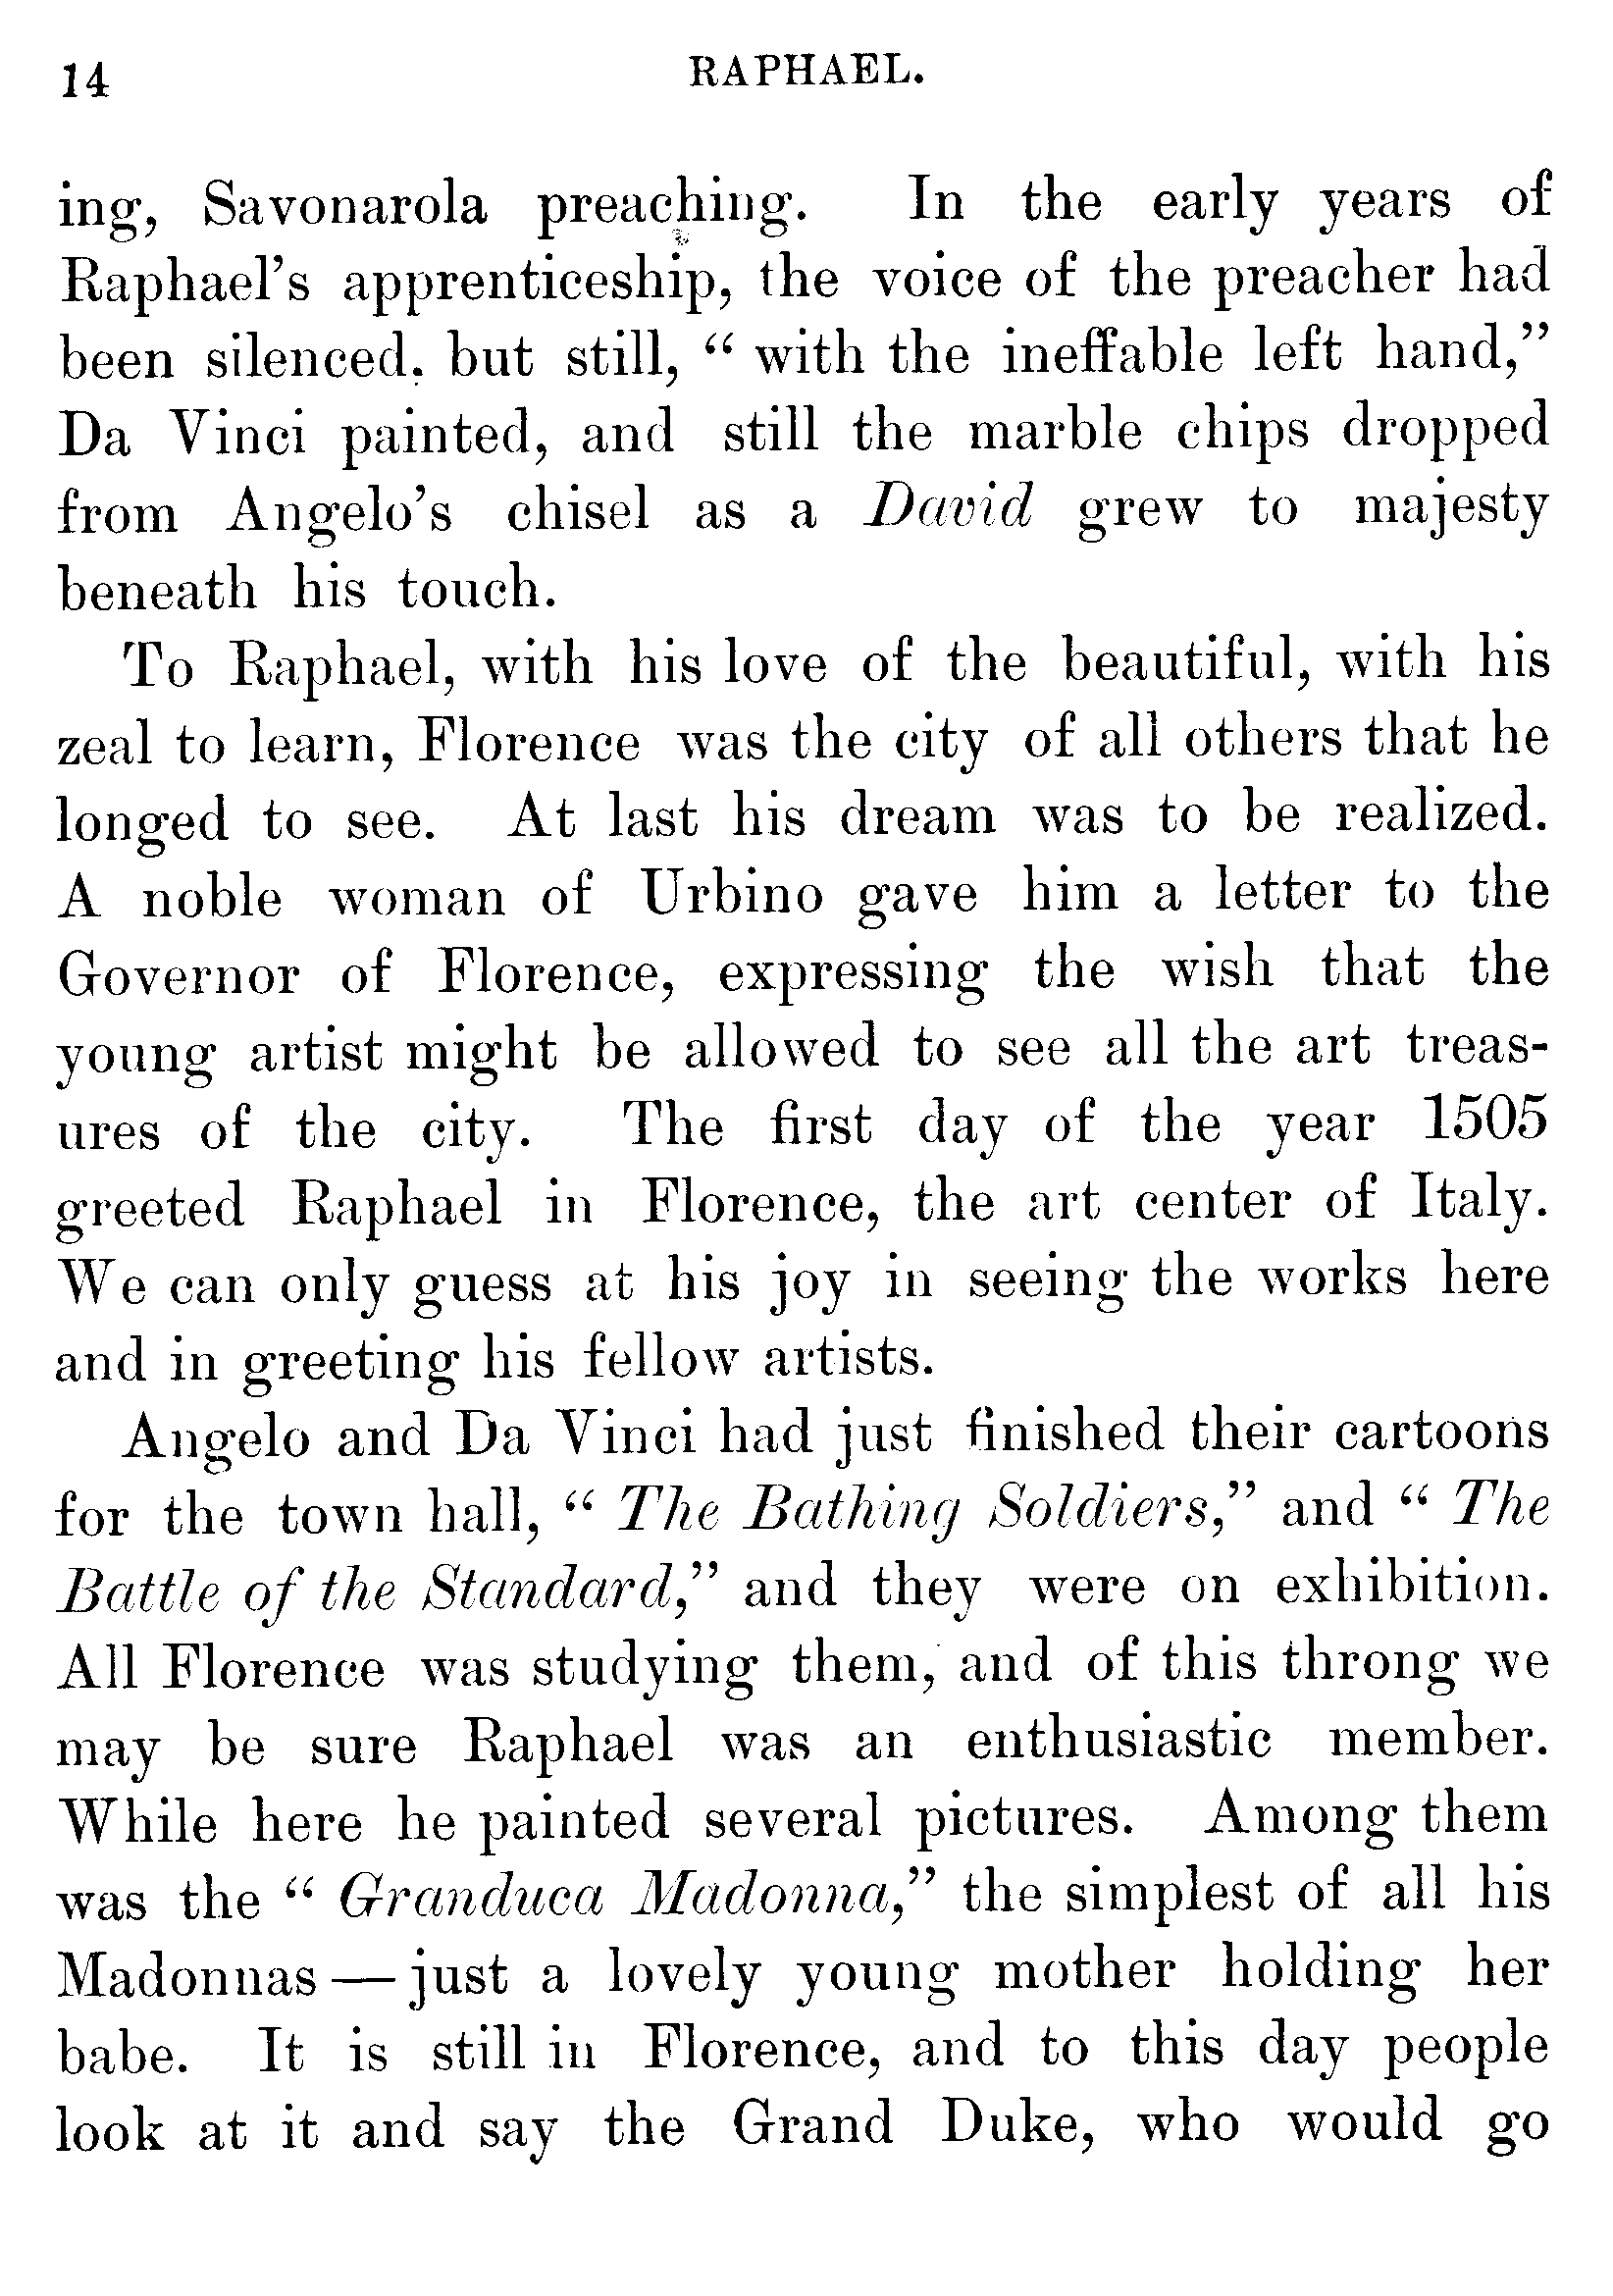 14 RAPHAEL.
ing, Savonarola preaching. In the early years of
Raphael's apprenticeship, the voice of the preacher had
been silenced, but still, " with the ineffable left hand,"
Da Vinci painted, and still the marble chips dropped
from Angelo's chisel as a David grew to majesty
beneath his touch.
To Raphael, with his love of the beautiful, with his
zeal to learn, Florence was the city of all others that he
longed to see. At last his dream was to be realized.
A noble woman of Urbino gave him a letter to the
Governor of Florence, expressing the wish that the
young artist might be allowed to see all the art treas-
ures of the city. The first day of the year 1505
greeted Raphael in Florence, the art center of Italy.
We can only guess at his joy in seeing the works here
and in greeting his fellow artists.
Angelo and Da Vinci had just finished their cartoons
for the town hall, " The Bathing Soldiers," and " The
Battle of the Standard," and they were on exhibition.
All Florence was studying them, and of this throng we
may be sure Raphael was an enthusiastic member.
While here he painted several pictures. Among them
was the " Granduca Madonna," the simplest of all his
Madonnas — just a lovely young mother holding her
babe. It is still in Florence, and to this day people
look at it and say the Grand Duke, who would go